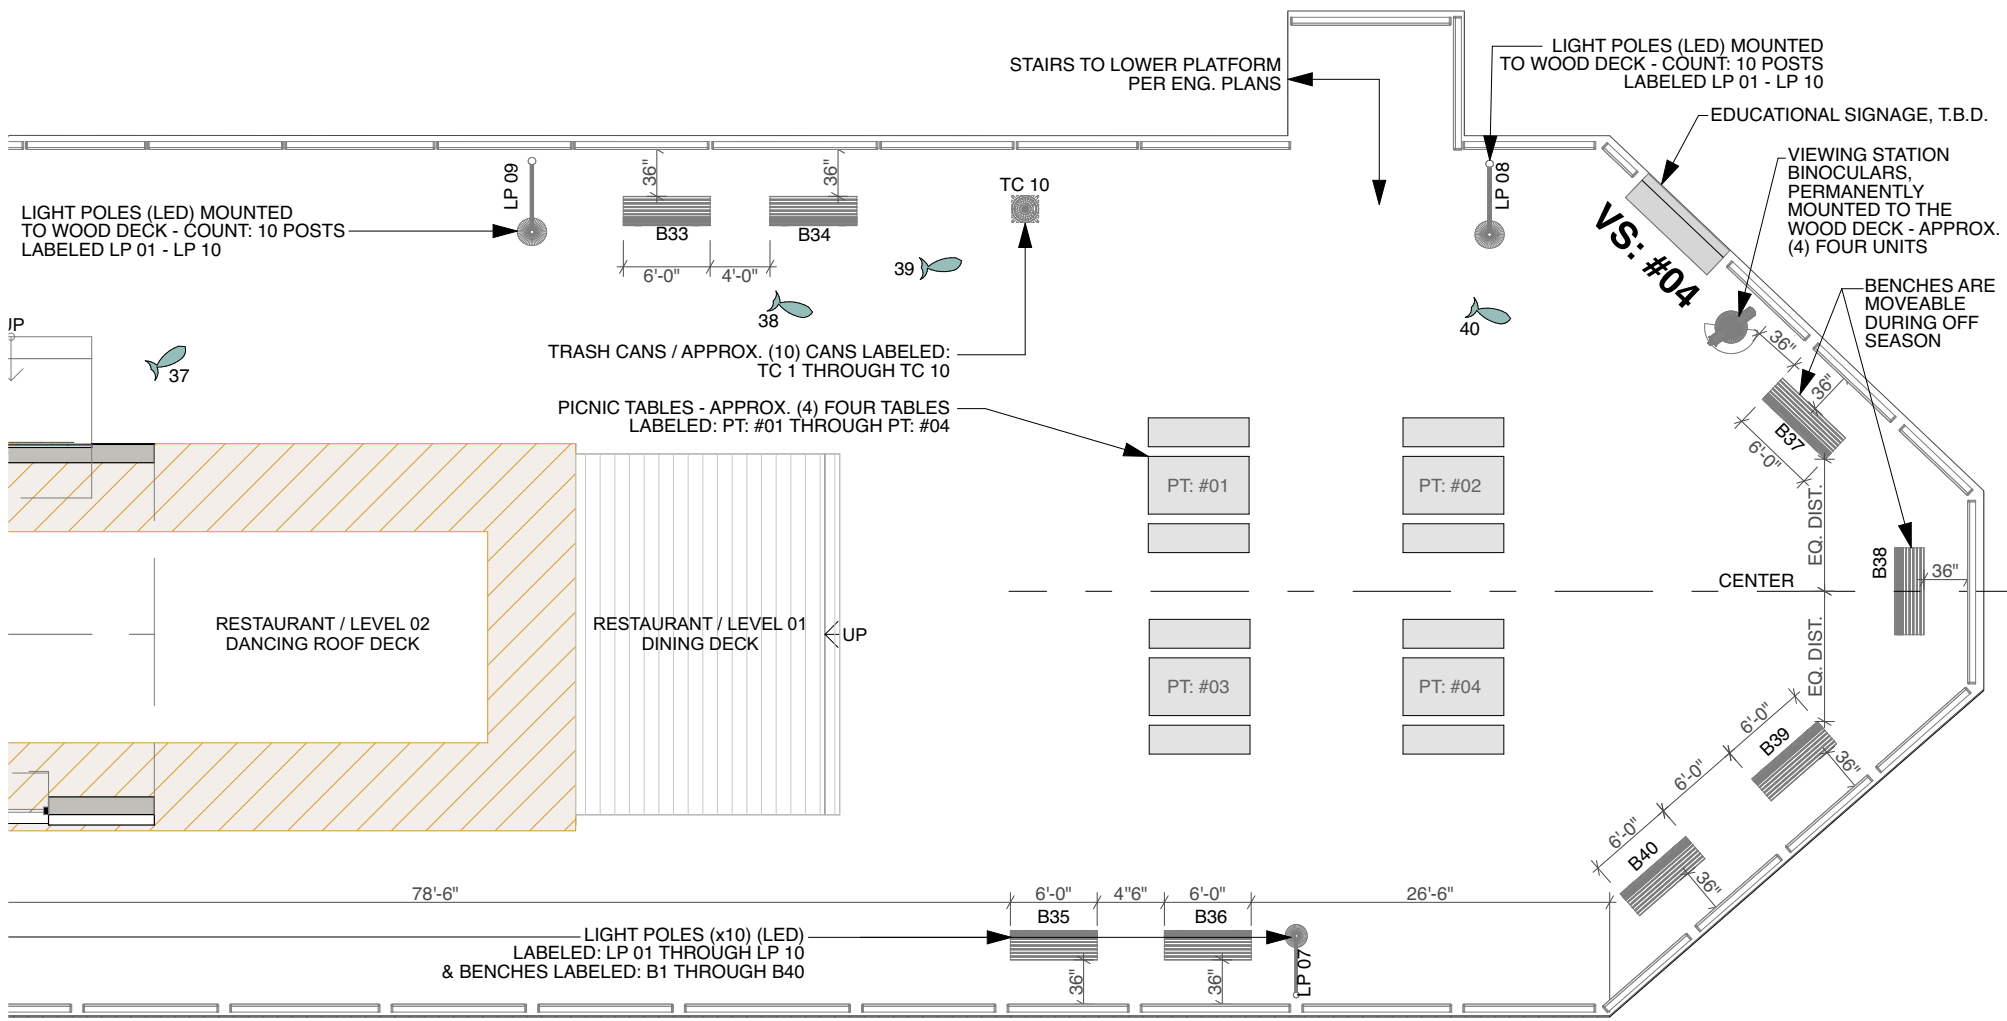 STAIRS TO LOWER PLATFORM
PER ENG. PLANS
LIGHT POLES (LED) MOUNTED
TO WOOD DECK - COUNT: 10 POSTS
LABELED LP 01 - LP 10
EDUCATIONAL SIGNAGE, T.B.D.
VIEWING STATION
BINOCULARS,
PERMANENTLY
MOUNTED TO THE
WOOD DECK - APPROX.
(4) FOUR UNITS
BENCHES ARE
MOVEABLE
DURING OFF
SEASON
LIGHT POLES (LED) MOUNTED
TO WOOD DECK - COUNT: 10 POSTS
LABELED LP 01 - LP 10
LP 09
36"
36"
B33
B34
6'-0"
4'-0"
TC 10
LP 08
VS: #04
39
38
40
37
UP
TRASH CANS / APPROX. (10) CANS LABELED:
TC 1 THROUGH TC 10
PICNIC TABLES - APPROX. (4) FOUR TABLES
LABELED: PT: #01 THROUGH PT: #04
36"
36"
B37
6'-0"
PT: #01
PT: #02
EQ. DIST.
B38
36"
CENTER
RESTAURANT / LEVEL 02
DANCING ROOF DECK
RESTAURANT / LEVEL 01
DINING DECK
UP
EQ. DIST.
PT: #03
PT: #04
6'-0"
B39
36"
6'-0"
6'-0"
B40
36"
78'-6"
6'-0"
4"6"
6'-0"
26'-6"
B35
B36
LIGHT POLES (x10) (LED)
LABELED: LP 01 THROUGH LP 10
& BENCHES LABELED: B1 THROUGH B40
36"
36"
LP 07